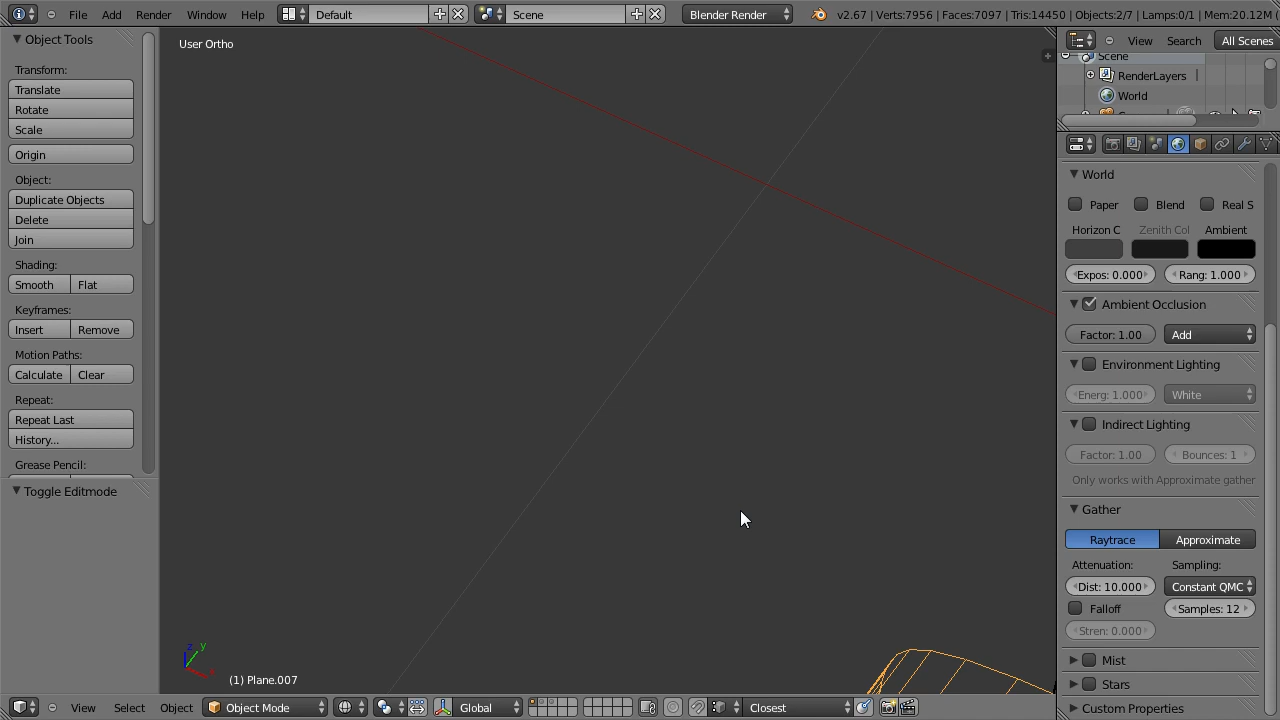 File Add Render Window Help Default Scene Blender Render v2.67 | Verts:7956 | Faces:7097 | Tris:14450 | Objects:2/7 | Lamps:0/1 | Mem:20.12M
Object Tools
Transform:
Translate
Rotate
Scale
Origin
Object:
Duplicate Objects
Delete
Join
Shading:
Smooth Flat
Keyframes:
Insert Remove
Motion Paths:
Calculate Clear
Repeat:
Repeat Last
History...
Grease Pencil:
Toggle Editmode
User Ortho
z y
(1) Plane.007
View Select Object Object Mode Global Closest
View Search All Scenes
Scene
RenderLayers
World
World
Paper Blend Real S
Horizon C Zenith Col Ambient
Expos: 0.000 Rang: 1.000
Ambient Occlusion
Factor: 1.00 Add
Environment Lighting
Energ: 1.000 White
Indirect Lighting
Factor: 1.00 Bounces: 1
Only works with Approximate gather
Gather
Raytrace Approximate
Attenuation: Sampling:
Dist: 10.000 Constant QMC
Falloff Samples: 12
Stren: 0.000
Mist
Stars
Custom Properties